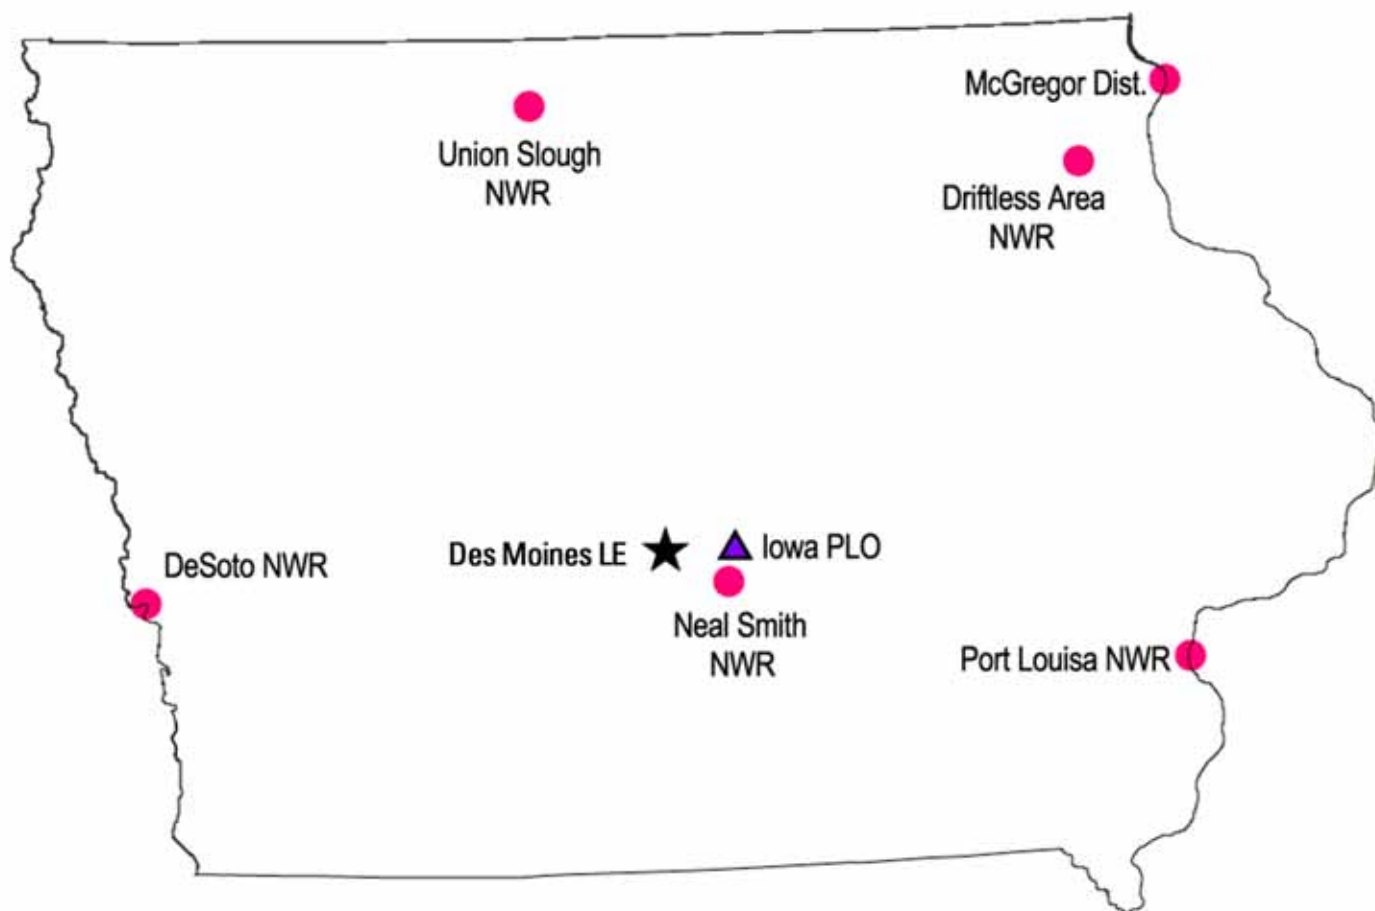 McGregor Dist.
Union Slough
NWR
Driftless Area
NWR
Des Moines LE
Iowa PLO
DeSoto NWR
Neal Smith
NWR
Port Louisa NWR